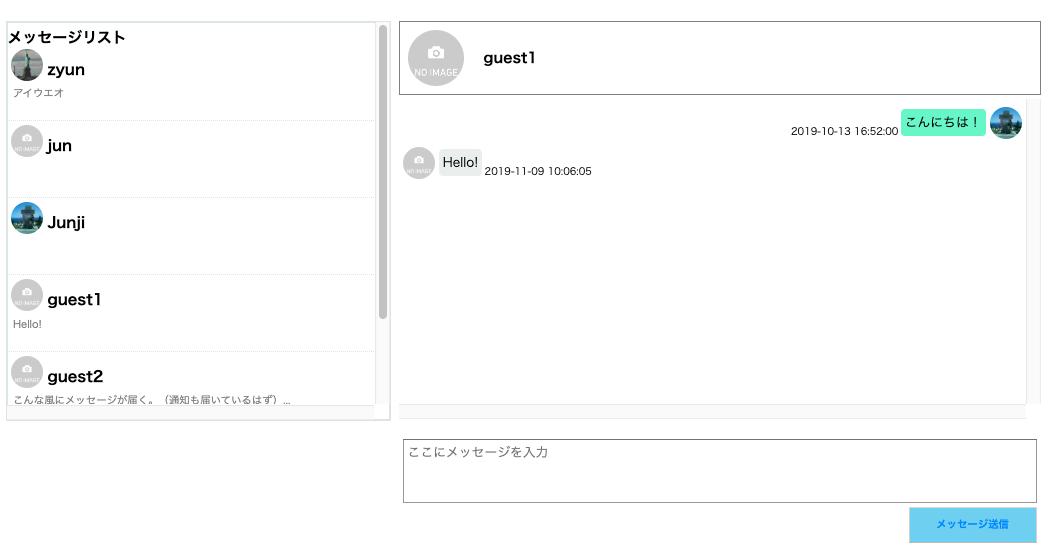 メッセージリスト
zyun
アイウエオ
NO IMAGE
jun
Junji
NO IMAGE
guest1
Hello!
NO IMAGE
guest2
こんな風にメッセージが届く。（通知も届いているはず）...
NO IMAGE
guest1
2019-10-13 16:52:00 こんにちは！
NO IMAGE
Hello! 2019-11-09 10:06:05
ここにメッセージを入力
メッセージ送信